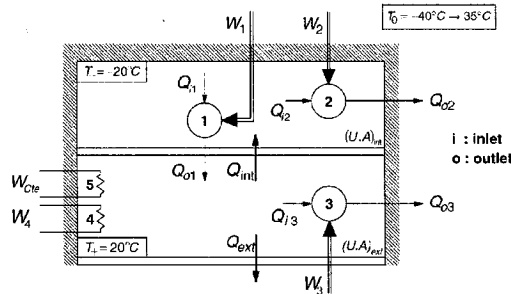 W1
W2
T0 = −40°C → 35°C
T− = −20°C
Qi1
1
Qi2
2
Qo2
(U.A)int
i : inlet
o : outlet
Qo1
Qint
WCte
5
W4
4
Qi3
3
Qo3
T+ = 20°C
Qext
(U.A)ext
W3